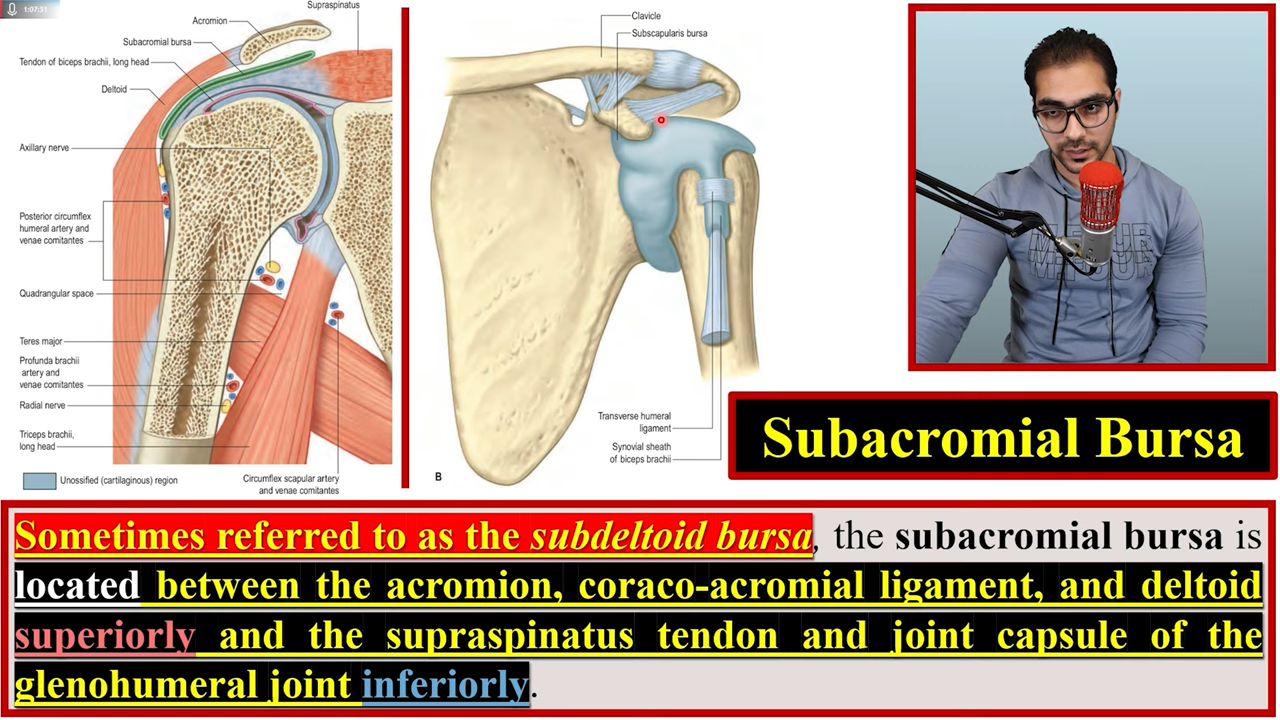 1:07:31
Supraspinatus
Acromion
Subacromial bursa
Tendon of biceps brachii, long head
Deltoid
Axillary nerve
Posterior circumflex
humeral artery and
venae comitantes
Quadrangular space
Teres major
Profunda brachii
artery and
venae comitantes
Radial nerve
Triceps brachii,
long head
Unossified (cartilaginous) region
Circumflex scapular artery
and venae comitantes
Clavicle
Subscapularis bursa
Transverse humeral
ligament
Synovial sheath
of biceps brachii
B
Subacromial Bursa
Sometimes referred to as the subdeltoid bursa, the subacromial bursa is
located between the acromion, coraco-acromial ligament, and deltoid
superiorly and the supraspinatus tendon and joint capsule of the
glenohumeral joint inferiorly.